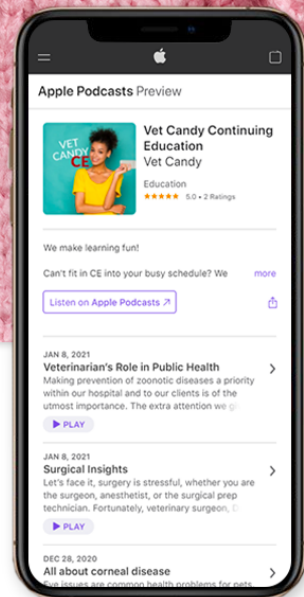 Apple Podcasts Preview
VET
CANDY
CE
Vet Candy Continuing
Education
Vet Candy
Education
★★★★★ 5.0 • 2 Ratings
We make learning fun!
Can't fit in CE into your busy schedule? We more
Listen on Apple Podcasts ↗
JAN 8, 2021
Veterinarian's Role in Public Health
Making prevention of zoonotic diseases a priority
within our hospital and to our clients is of the
utmost importance. The extra attention we
▶ PLAY
JAN 8, 2021
Surgical Insights
Let's face it, surgery is stressful, whether you are
the surgeon, anesthetist, or the surgical prep
technician. Fortunately, veterinary surgeon,
▶ PLAY
DEC 28, 2020
All about corneal disease
Eye issues are common health problems for pets.